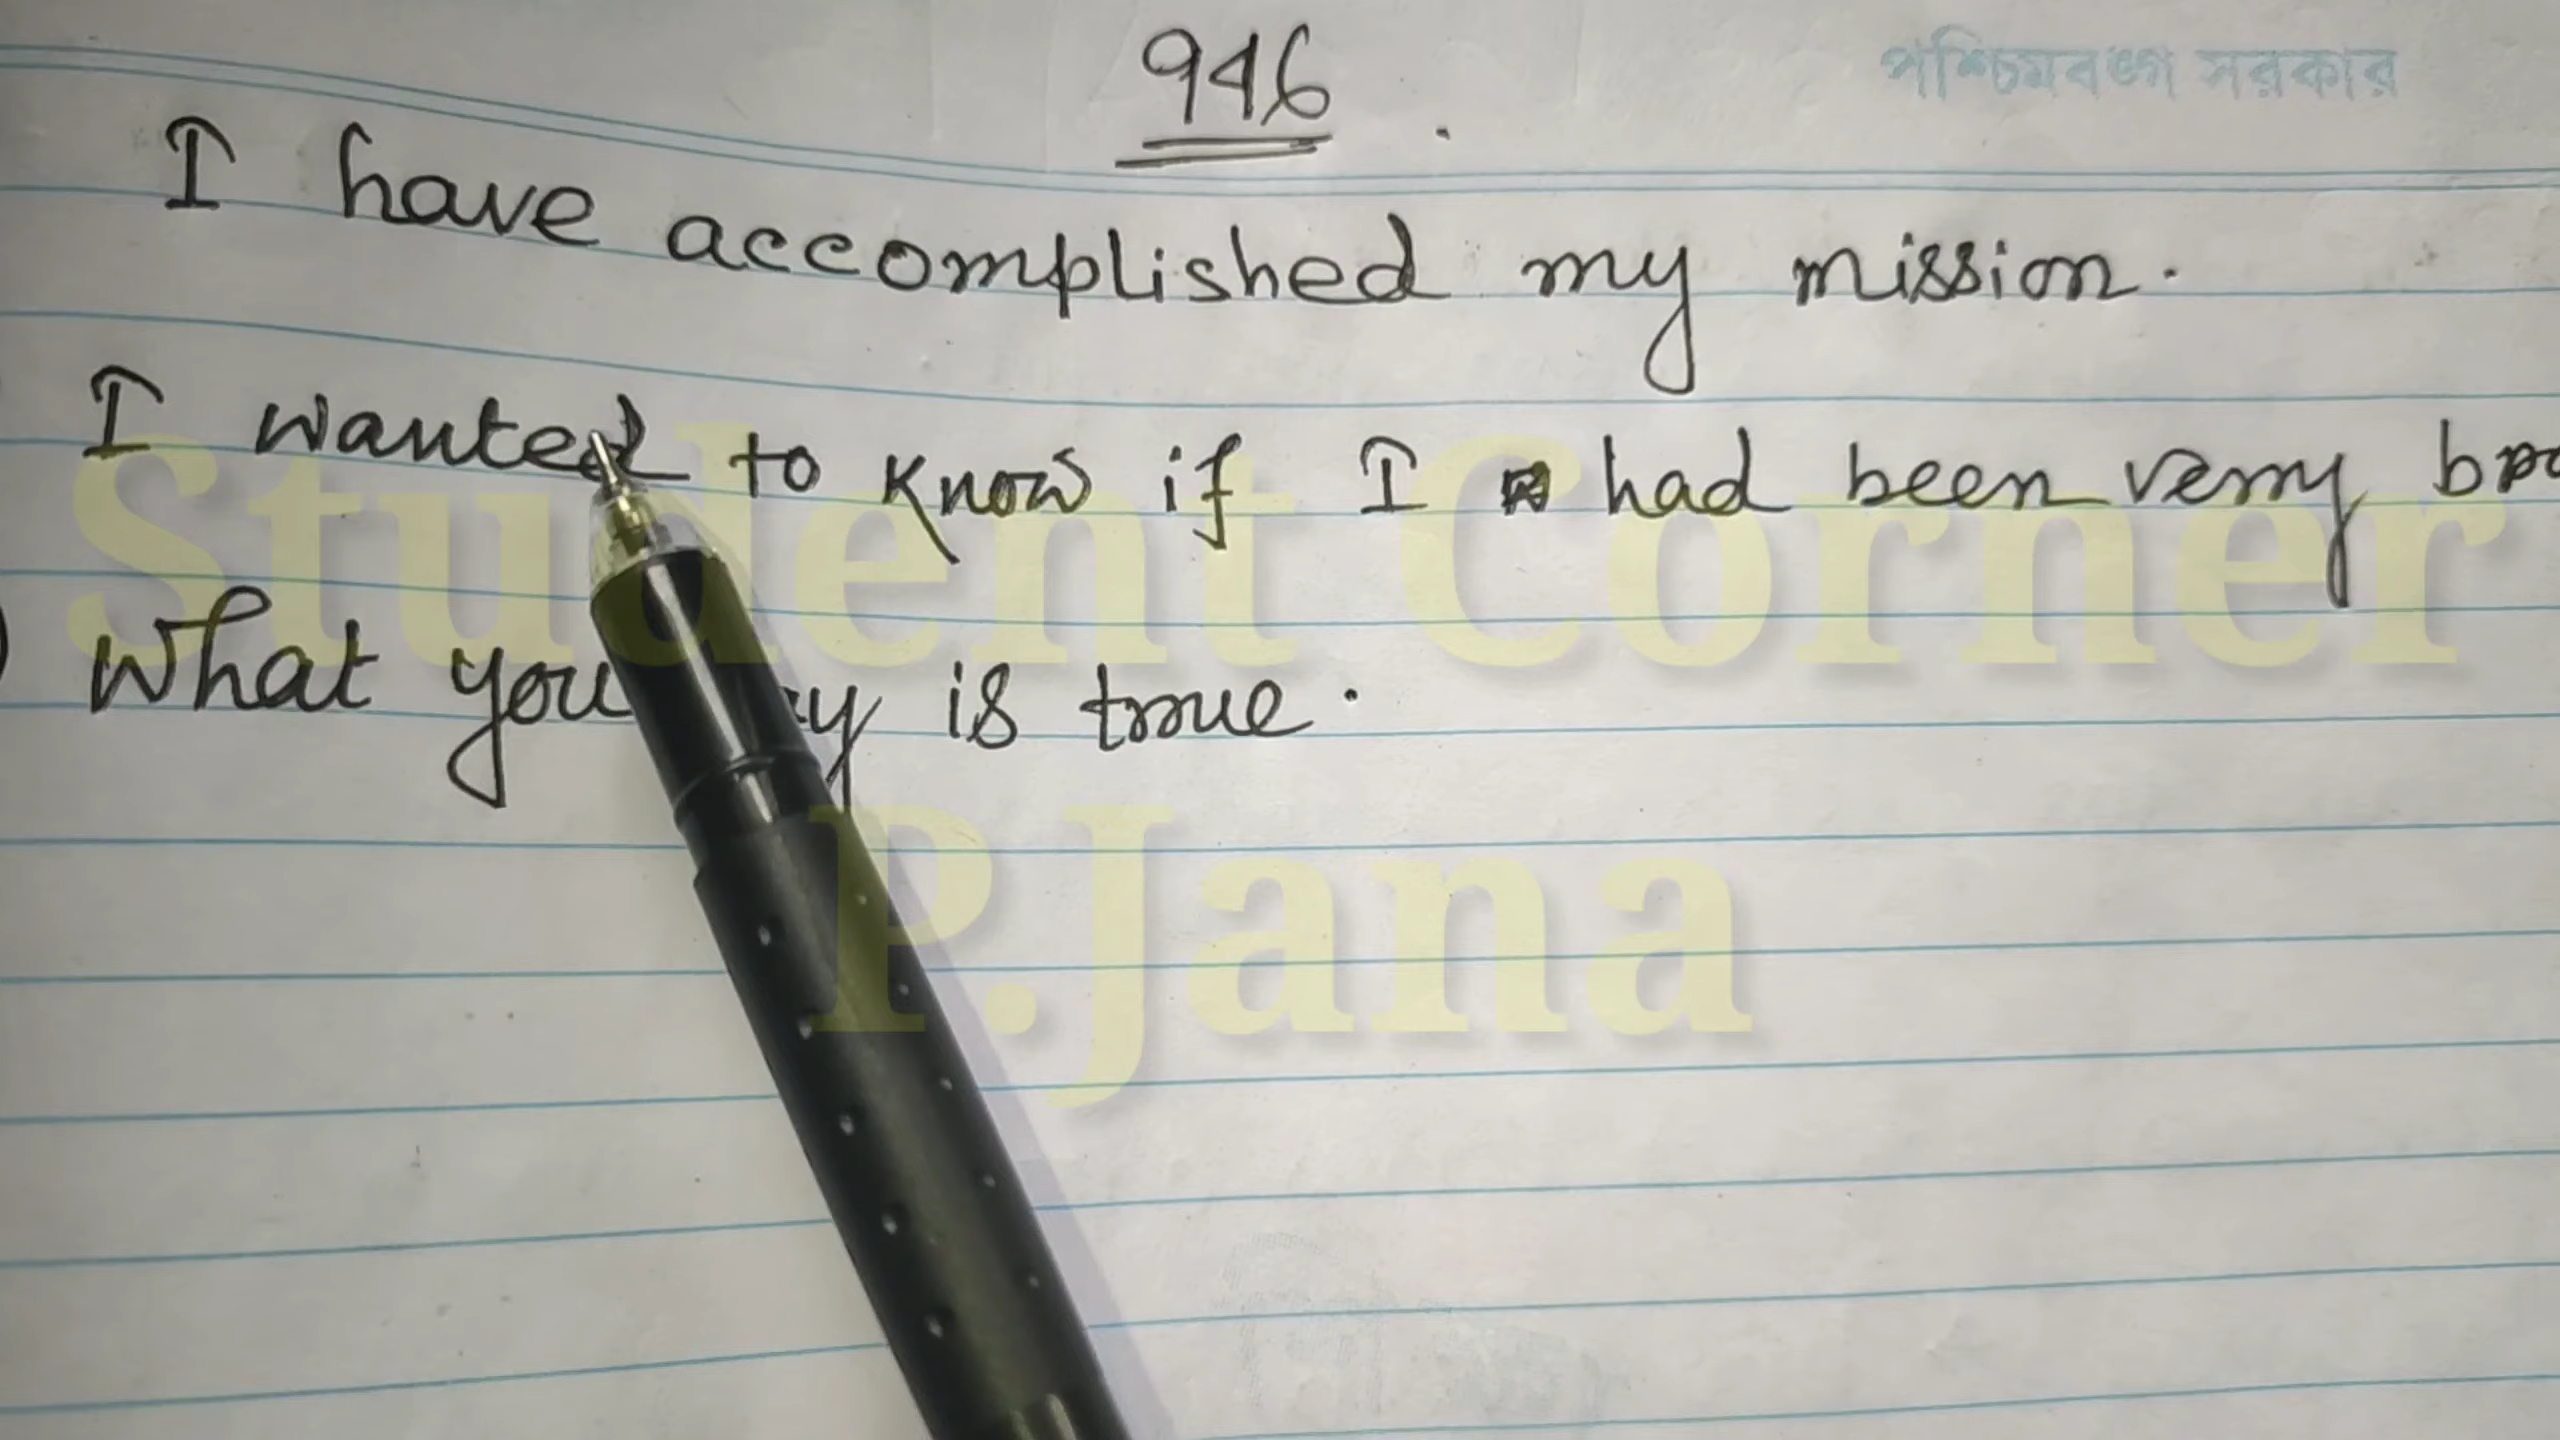 946
পশ্চিমবঙ্গ সরকার
I have accomplished my mission.
I wanted to know if I had been very
What you is true.
Student Corner
P.Jana